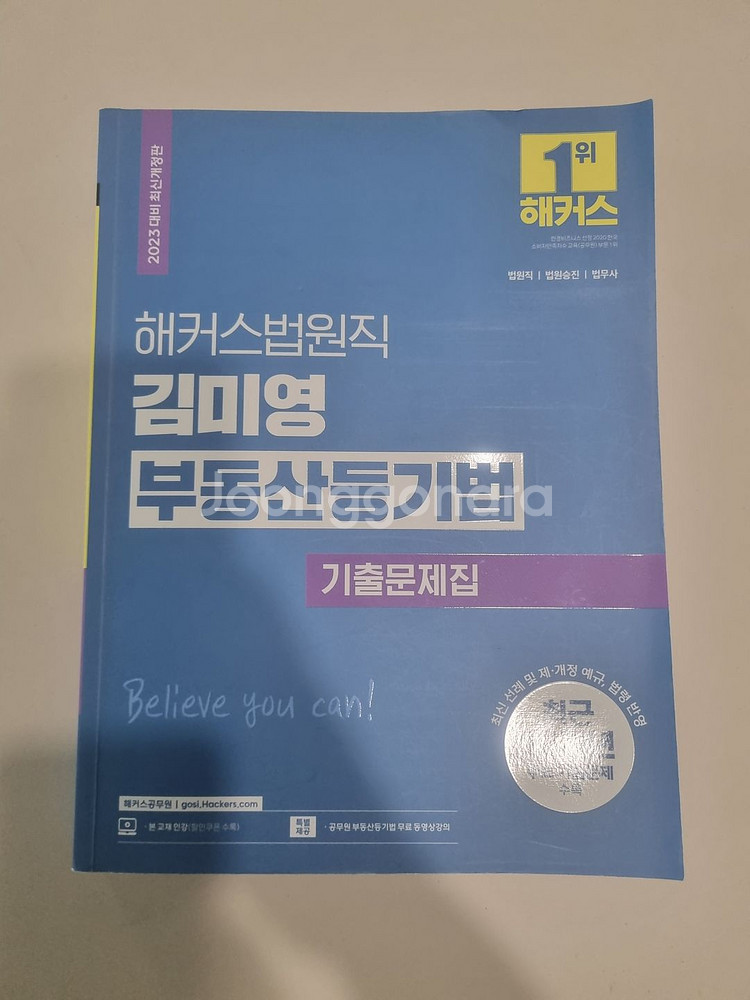 2023 대비 최신개정판
1위
해커스
법원직 | 법원승진 | 법무사
해커스법원직
김미영
부동산등기법
Joonggonara
기출문제집
Believe you can!
최신 선례 및 제·개정 예규, 법령 반영
최근
수록
해커스공무원 | gosi.Hackers.com
· 본 교재 인강(할인쿠폰 수록)
특별
제공
· 공무원 부동산등기법 무료 동영상강의